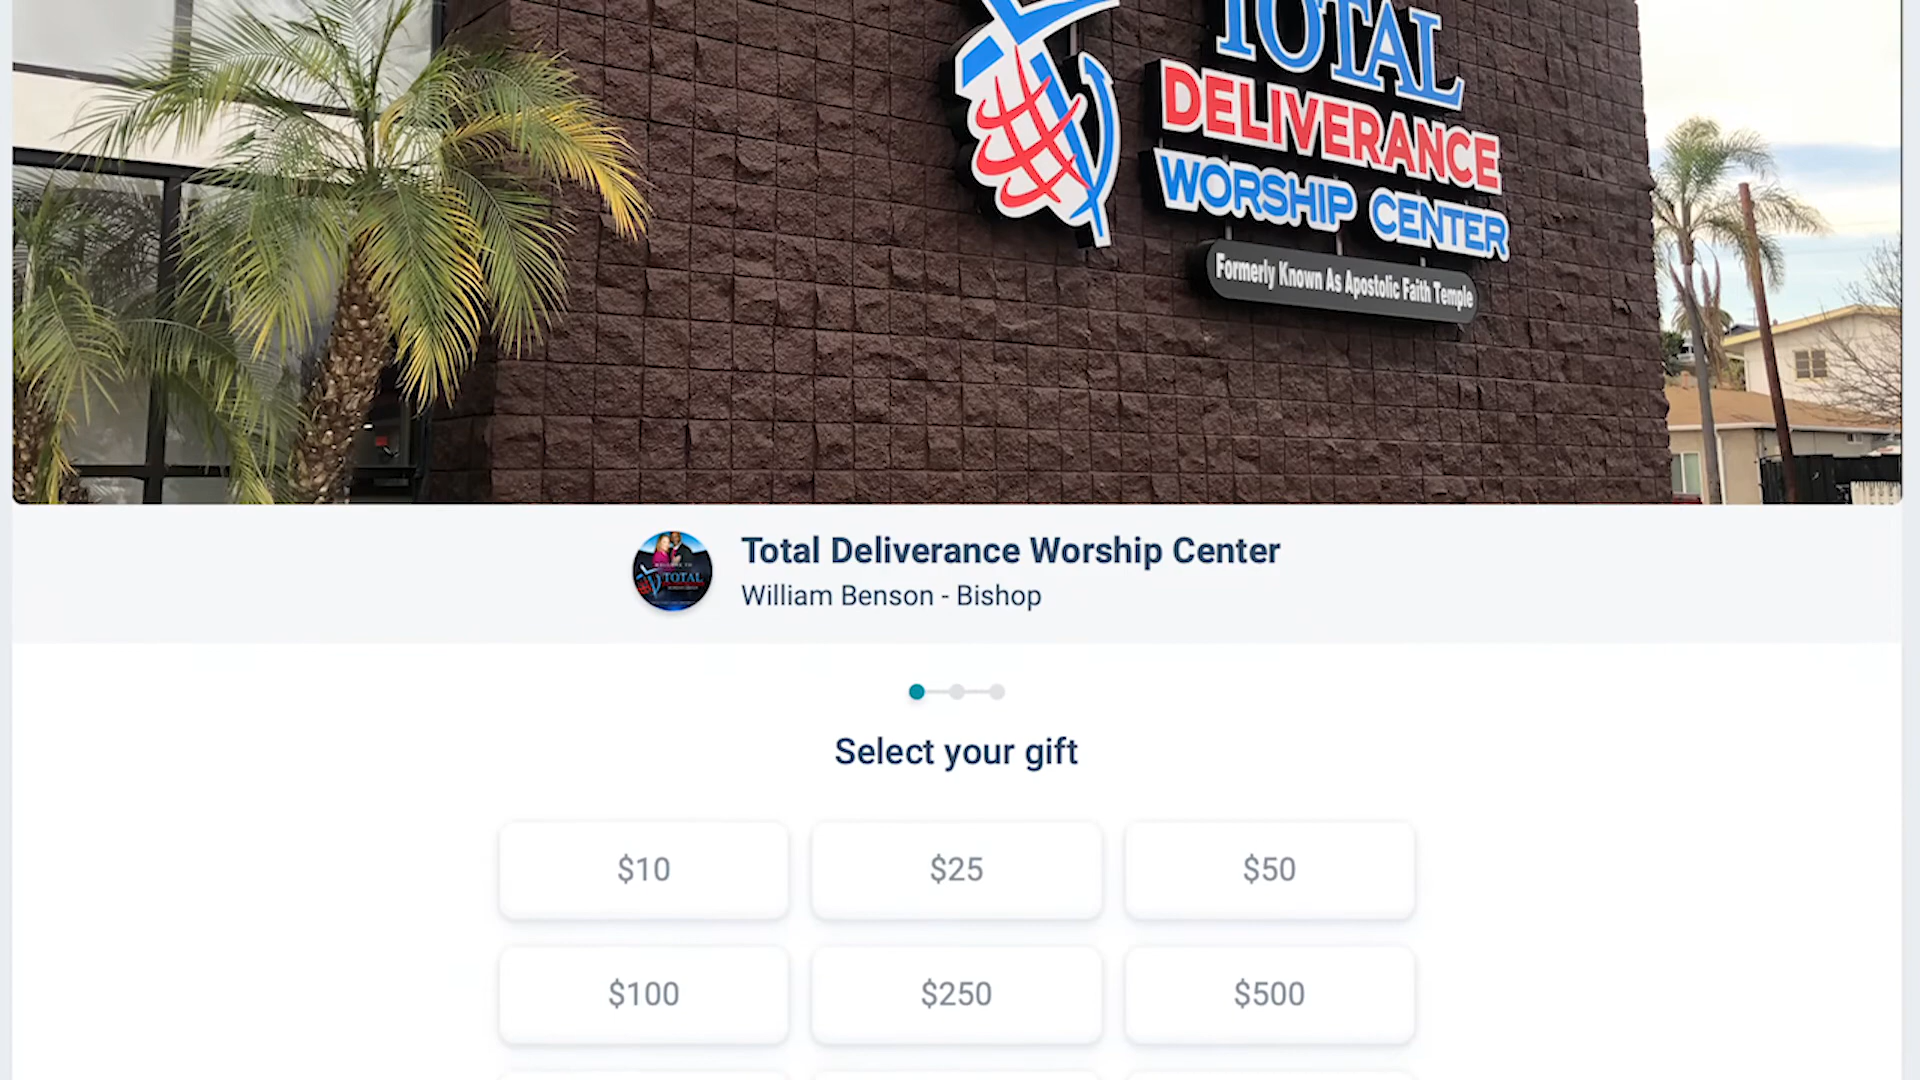 TOTAL
DELIVERANCE
WORSHIP CENTER
Formerly Known As Apostolic Faith Temple
TOTAL
Total Deliverance Worship Center
William Benson - Bishop
Select your gift
$10
$25
$50
$100
$250
$500